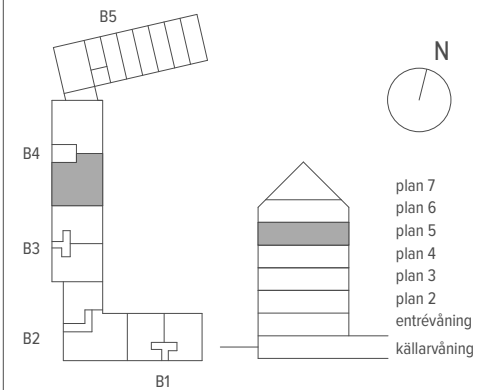 B5
N
B4
B3
B2
B1
plan 7
plan 6
plan 5
plan 4
plan 3
plan 2
entrévåning
källarvåning